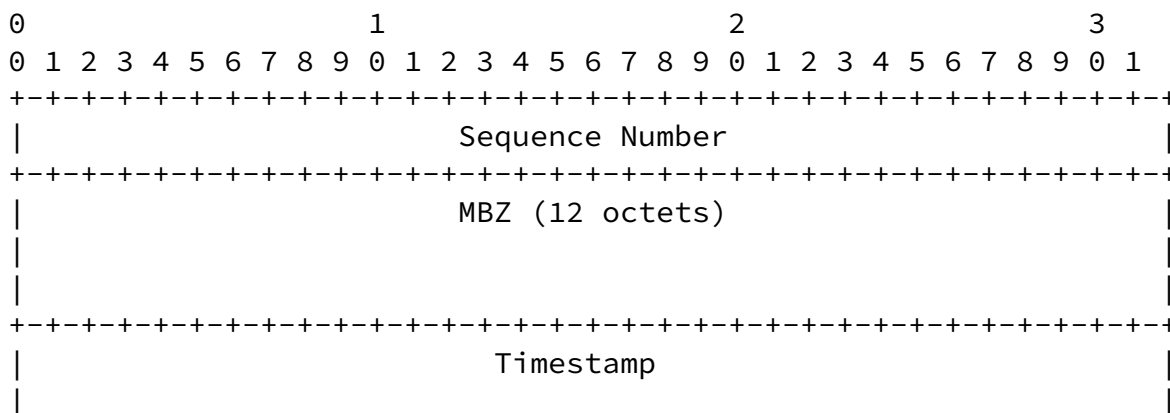 0                   1                   2                   3
0 1 2 3 4 5 6 7 8 9 0 1 2 3 4 5 6 7 8 9 0 1 2 3 4 5 6 7 8 9 0 1
+-+-+-+-+-+-+-+-+-+-+-+-+-+-+-+-+-+-+-+-+-+-+-+-+-+-+-+-+-+-+-+-+
|                        Sequence Number                        |
+-+-+-+-+-+-+-+-+-+-+-+-+-+-+-+-+-+-+-+-+-+-+-+-+-+-+-+-+-+-+-+-+
|                        MBZ (12 octets)                        |
|                                                               |
|                                                               |
+-+-+-+-+-+-+-+-+-+-+-+-+-+-+-+-+-+-+-+-+-+-+-+-+-+-+-+-+-+-+-+-+
|                          Timestamp                            |
|                                                               |